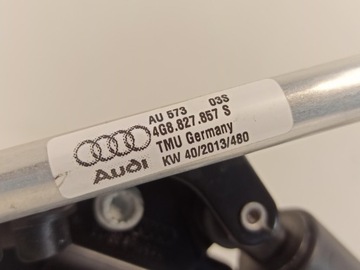 AU 573 03S
4G8.827.857 S
TMU Germany
KW 40/2013/480
Audi